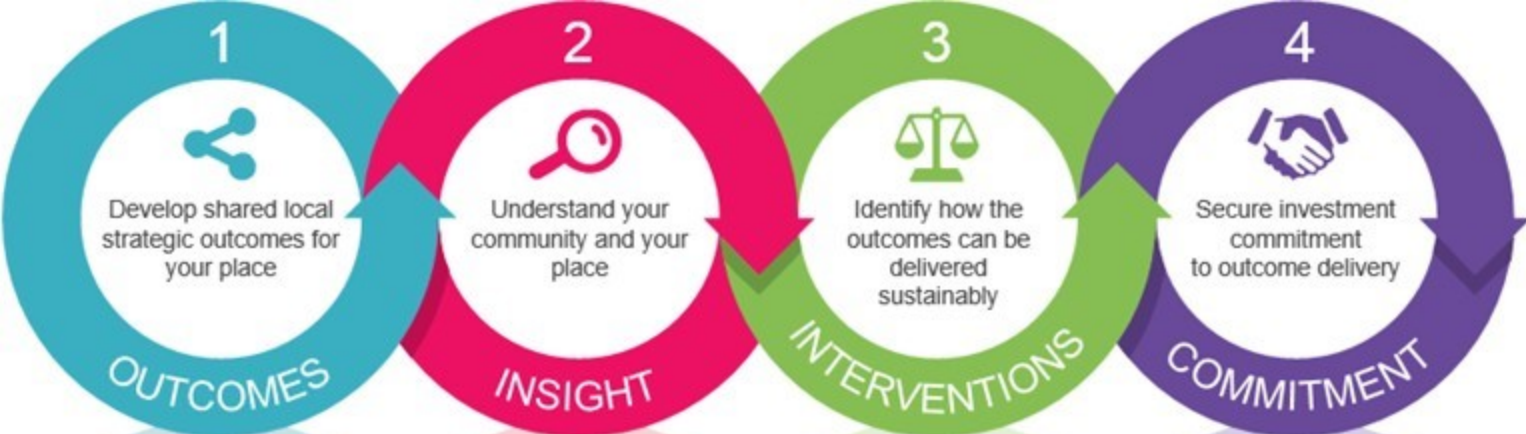 1
Develop shared local
strategic outcomes for
your place
OUTCOMES
2
Understand your
community and your
place
INSIGHT
3
Identify how the
outcomes can be
delivered
sustainably
INTERVENTIONS
4
Secure investment
commitment
to outcome delivery
COMMITMENT